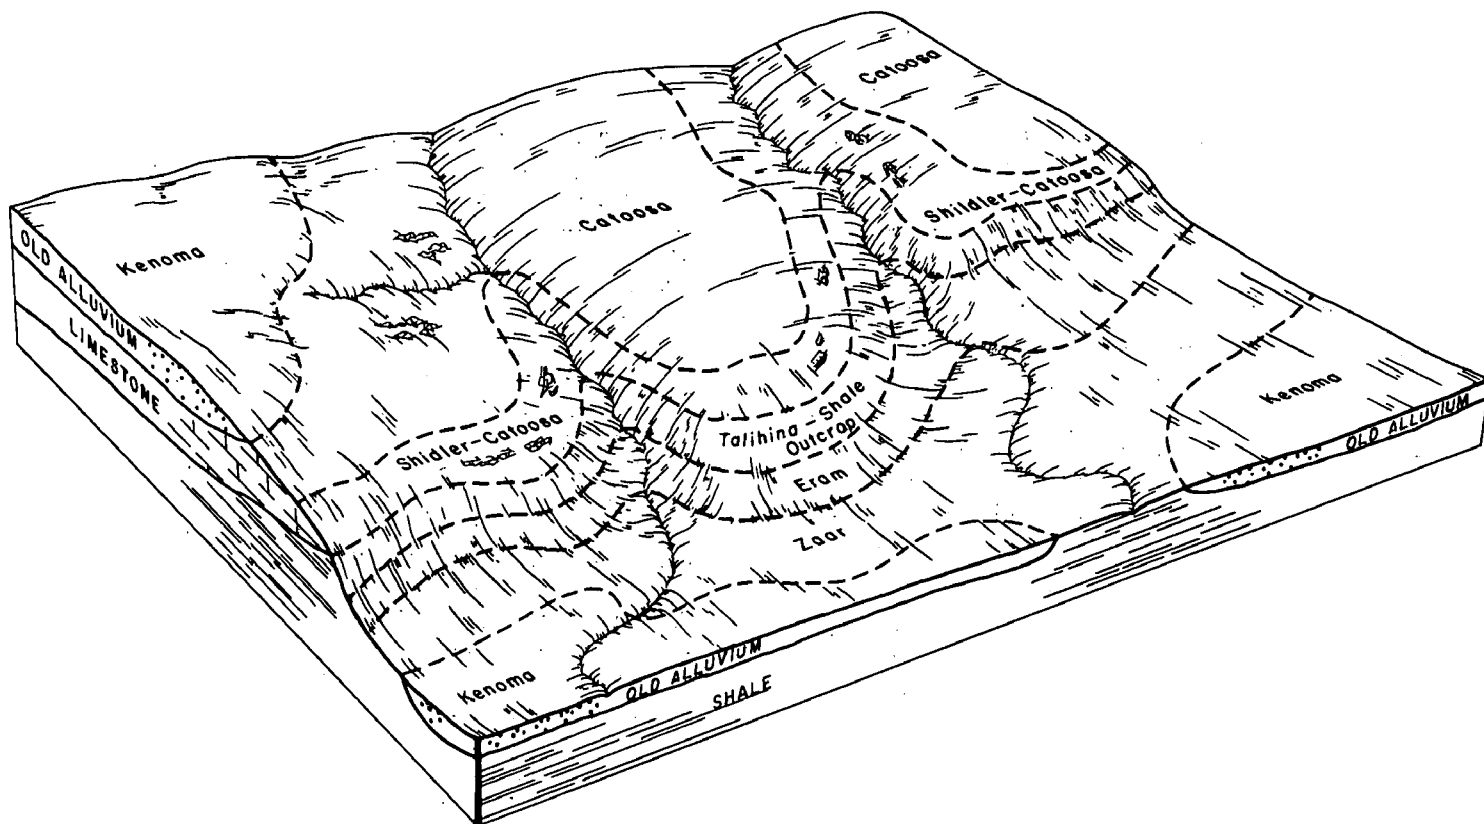 Catoosa
Catoosa
Kenoma
Shildler-Catoosa
OLD ALLUVIUM
LIMESTONE
Kenoma
Shidler-Catoosa
Talihina-Shale
Outcrop
OLD ALLUVIUM
Eram
Zaar
Kenoma
OLD ALLUVIUM
SHALE